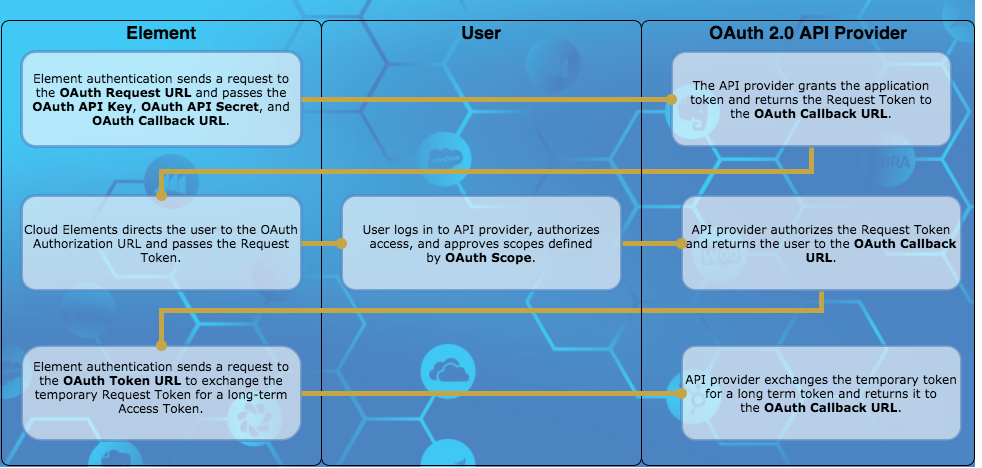 Element
User
OAuth 2.0 API Provider
Element authentication sends a request to
the OAuth Request URL and passes the
OAuth API Key, OAuth API Secret, and
OAuth Callback URL.
The API provider grants the application
token and returns the Request Token to
the OAuth Callback URL.
JIRA
Cloud Elements directs the user to the OAuth
Authorization URL and passes the Request
Token.
User logs in to API provider, authorizes
access, and approves scopes defined
by OAuth Scope.
API provider authorizes the Request Token
and returns the user to the OAuth Callback
URL.
WOO
Element authentication sends a request to
the OAuth Token URL to exchange the
temporary Request Token for a long-term
Access Token.
API provider exchanges the temporary token
for a long term token and returns it to
the OAuth Callback URL.